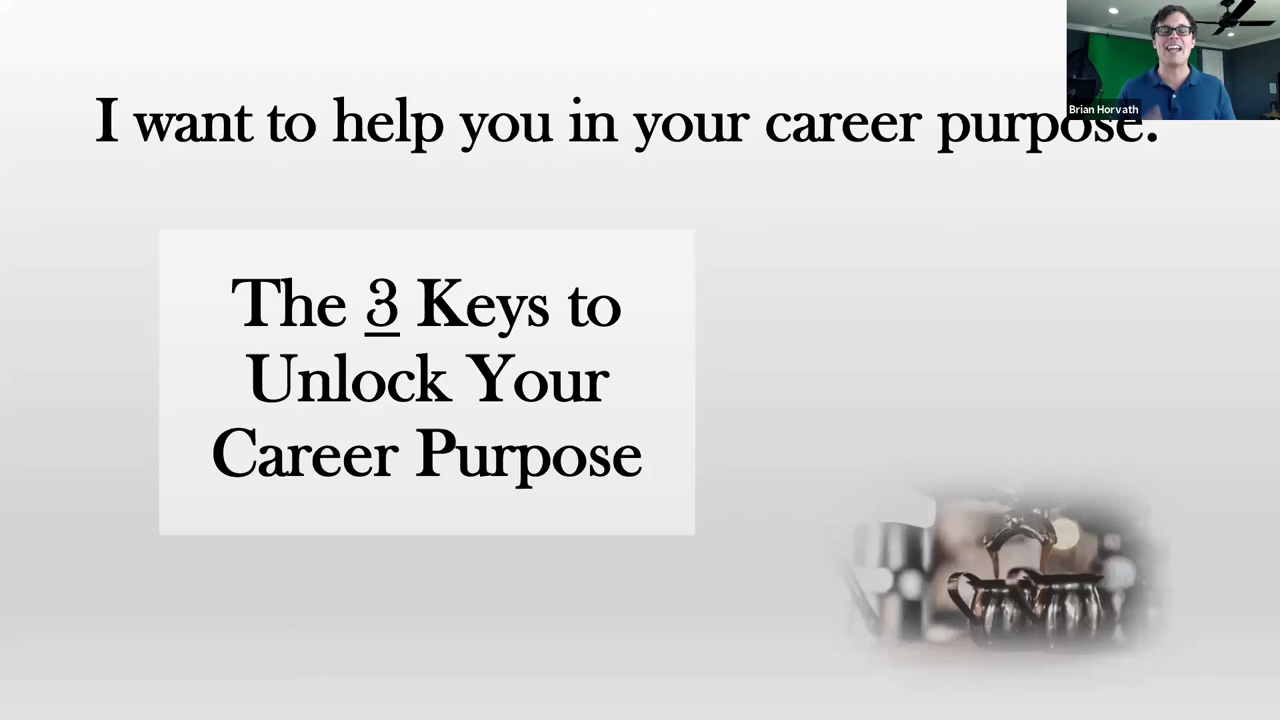 I want to help you in your career purpose.
Brian Horvath
The 3 Keys to
Unlock Your
Career Purpose